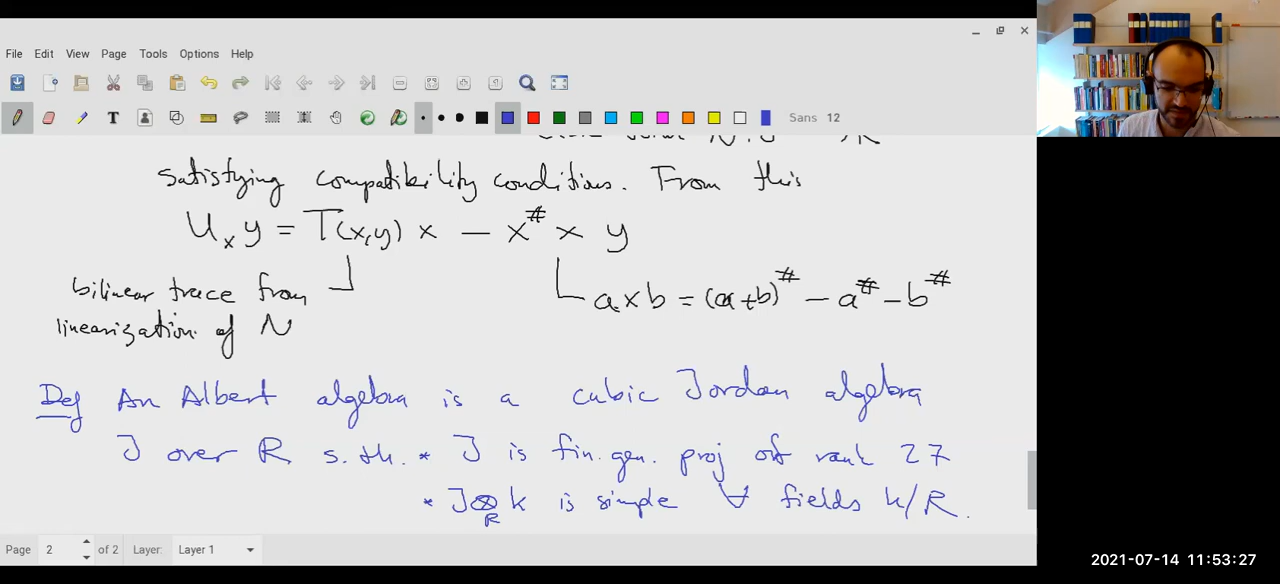 File Edit View Page Tools Options Help
Sans 12
N : J R
satisfying compatibility conditions. From this
U_x y = T(x,y) x - x^# × y
bilinear trace from
linearization of N
a×b = (a+b)^# - a^# - b^#
Def An Albert algebra is a cubic Jordan algebra
J over R s.th. * J is fin. gen. proj of rank 27
* J⊗_R k is simple ∀ fields k/R.
Page 2 of 2 Layer: Layer 1
2021-07-14 11:53:27